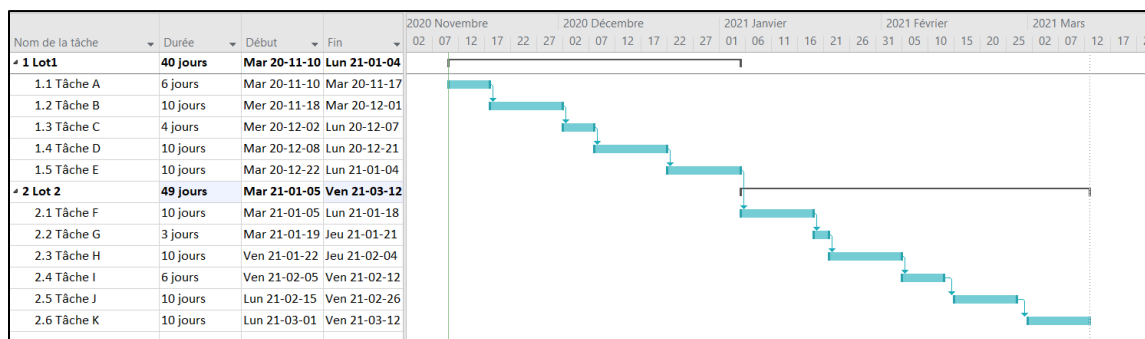 2020 Novembre 2020 Décembre 2021 Janvier 2021 Février 2021 Mars
Nom de la tâche Durée Début Fin 02 07 12 17 22 27 02 07 12 17 22 27 01 06 11 16 21 26 31 05 10 15 20 25 02 07 12 17
1 Lot1 40 jours Mar 20-11-10 Lun 21-01-04
1.1 Tâche A 6 jours Mar 20-11-10 Mar 20-11-17
1.2 Tâche B 10 jours Mer 20-11-18 Mar 20-12-01
1.3 Tâche C 4 jours Mer 20-12-02 Lun 20-12-07
1.4 Tâche D 10 jours Mar 20-12-08 Lun 20-12-21
1.5 Tâche E 10 jours Mar 20-12-22 Lun 21-01-04
2 Lot 2 49 jours Mar 21-01-05 Ven 21-03-12
2.1 Tâche F 10 jours Mar 21-01-05 Lun 21-01-18
2.2 Tâche G 3 jours Mar 21-01-19 Jeu 21-01-21
2.3 Tâche H 10 jours Ven 21-01-22 Jeu 21-02-04
2.4 Tâche I 6 jours Ven 21-02-05 Ven 21-02-12
2.5 Tâche J 10 jours Lun 21-02-15 Ven 21-02-26
2.6 Tâche K 10 jours Lun 21-03-01 Ven 21-03-12